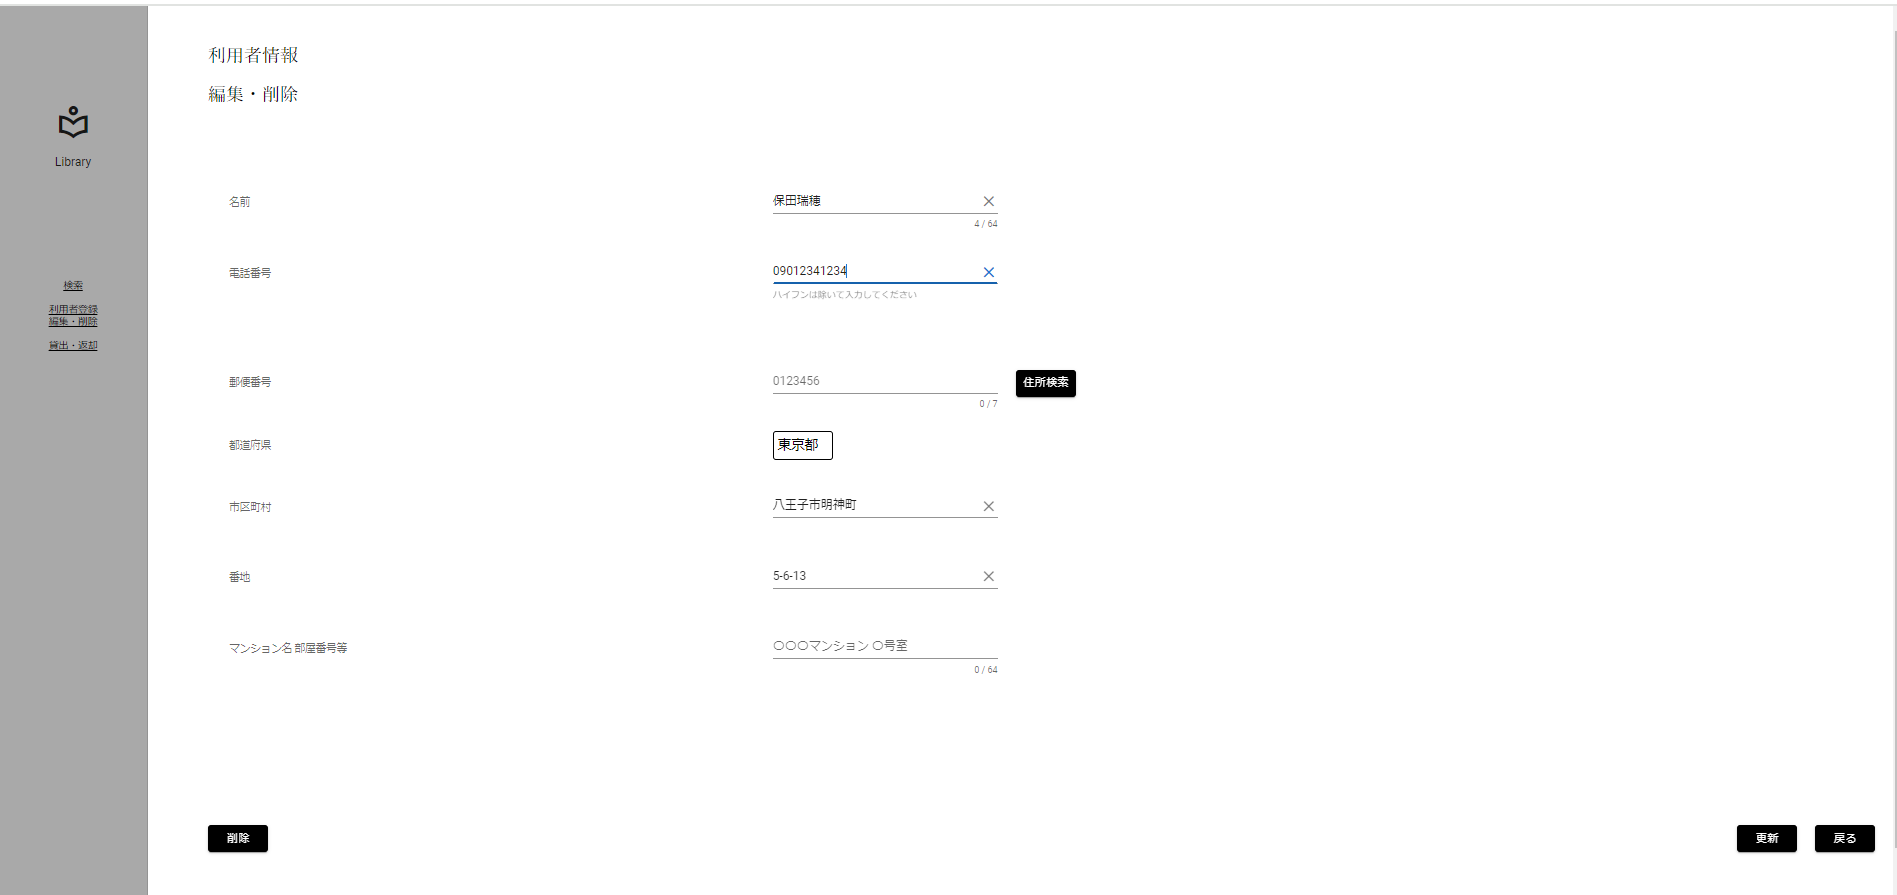 利用者情報
編集・削除
Library
検索
利用者登録
編集・削除
貸出・返却
名前
保田瑞穂
4 / 64
電話番号
09012341234
ハイフンは除いて入力してください
郵便番号
0123456
住所検索
0 / 7
都道府県
東京都
市区町村
八王子市明神町
番地
5-6-13
マンション名 部屋番号等
〇〇〇マンション 〇号室
0 / 64
削除
更新
戻る